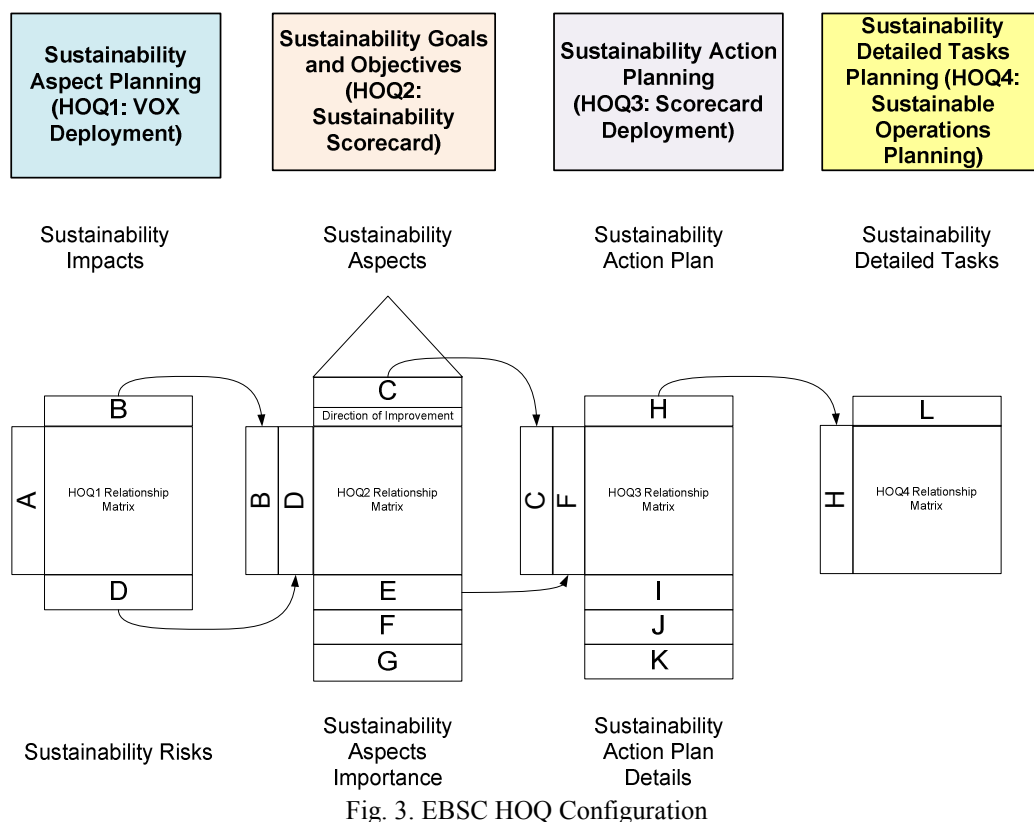 Sustainability
Aspect Planning
(HOQ1: VOX
Deployment)
Sustainability Goals
and Objectives
(HOQ2:
Sustainability
Scorecard)
Sustainability Action
Planning
(HOQ3: Scorecard
Deployment)
Sustainability
Detailed Tasks
Planning (HOQ4:
Sustainable
Operations
Planning)
Sustainability
Impacts
Sustainability
Aspects
Sustainability
Action Plan
Sustainability
Detailed Tasks
B
A
HOQ1 Relationship
Matrix
D
C
Direction of Improvement
B
D
HOQ2 Relationship
Matrix
E
F
G
H
C
F
HOQ3 Relationship
Matrix
I
J
K
L
H
HOQ4 Relationship
Matrix
Sustainability Risks
Sustainability
Aspects
Importance
Sustainability
Action Plan
Details
Fig. 3. EBSC HOQ Configuration